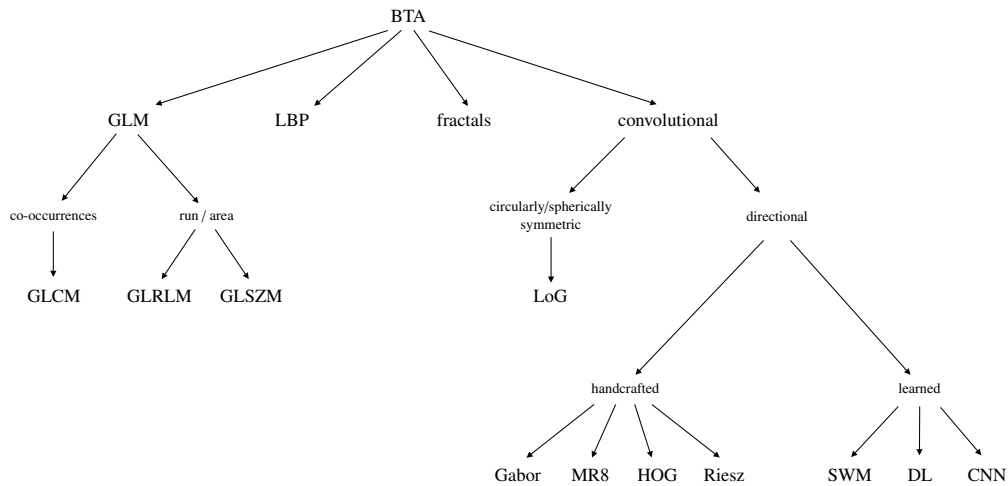 BTA
GLM
LBP
fractals
convolutional
co-occurrences
run / area
circularly/spherically
symmetric
directional
GLCM
GLRLM
GLSZM
LoG
handcrafted
learned
Gabor
MR8
HOG
Riesz
SWM
DL
CNN